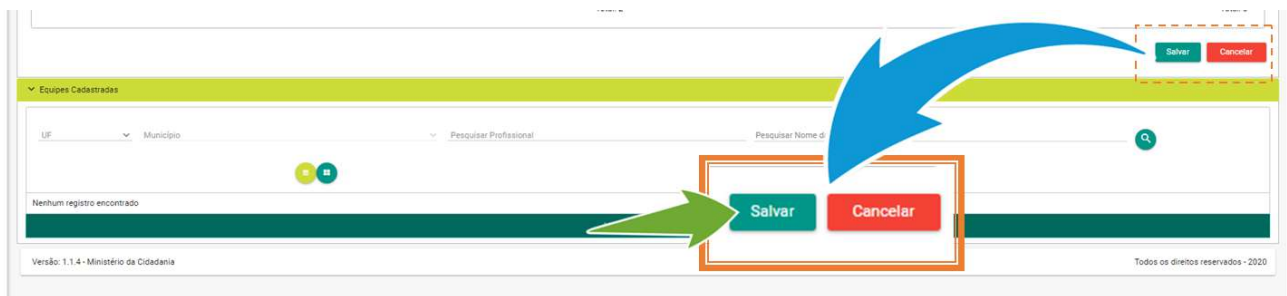 Salvar Cancelar
Equipes Cadastradas
UF Município Pesquisar Profissional Pesquisar Nome d
Nenhum registro encontrado
Salvar Cancelar
Versão: 1.1.4 - Ministério da Cidadania Todos os direitos reservados - 2020